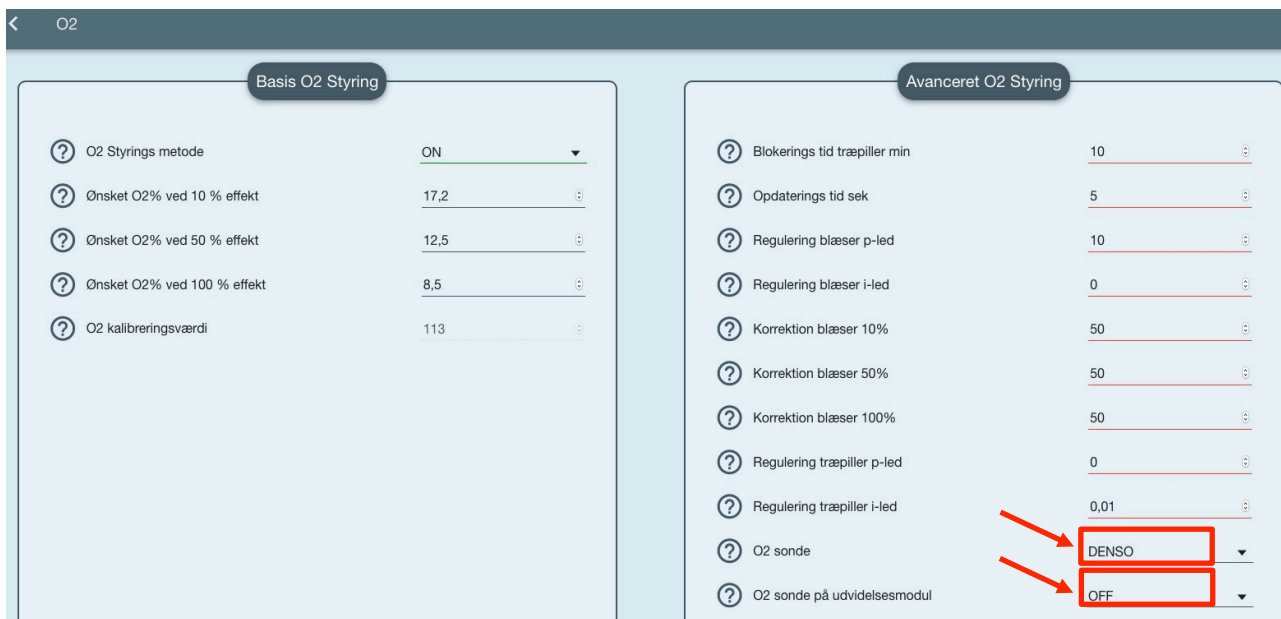 O2
Basis O2 Styring
O2 Styrings metode ON
Ønsket O2% ved 10 % effekt 17,2
Ønsket O2% ved 50 % effekt 12,5
Ønsket O2% ved 100 % effekt 8,5
O2 kalibreringsværdi 113
Avanceret O2 Styring
Blokerings tid træpiller min 10
Opdaterings tid sek 5
Regulering blæser p-led 10
Regulering blæser i-led 0
Korrektion blæser 10% 50
Korrektion blæser 50% 50
Korrektion blæser 100% 50
Regulering træpiller p-led 0
Regulering træpiller i-led 0,01
O2 sonde DENSO
O2 sonde på udvidelsesmodul OFF